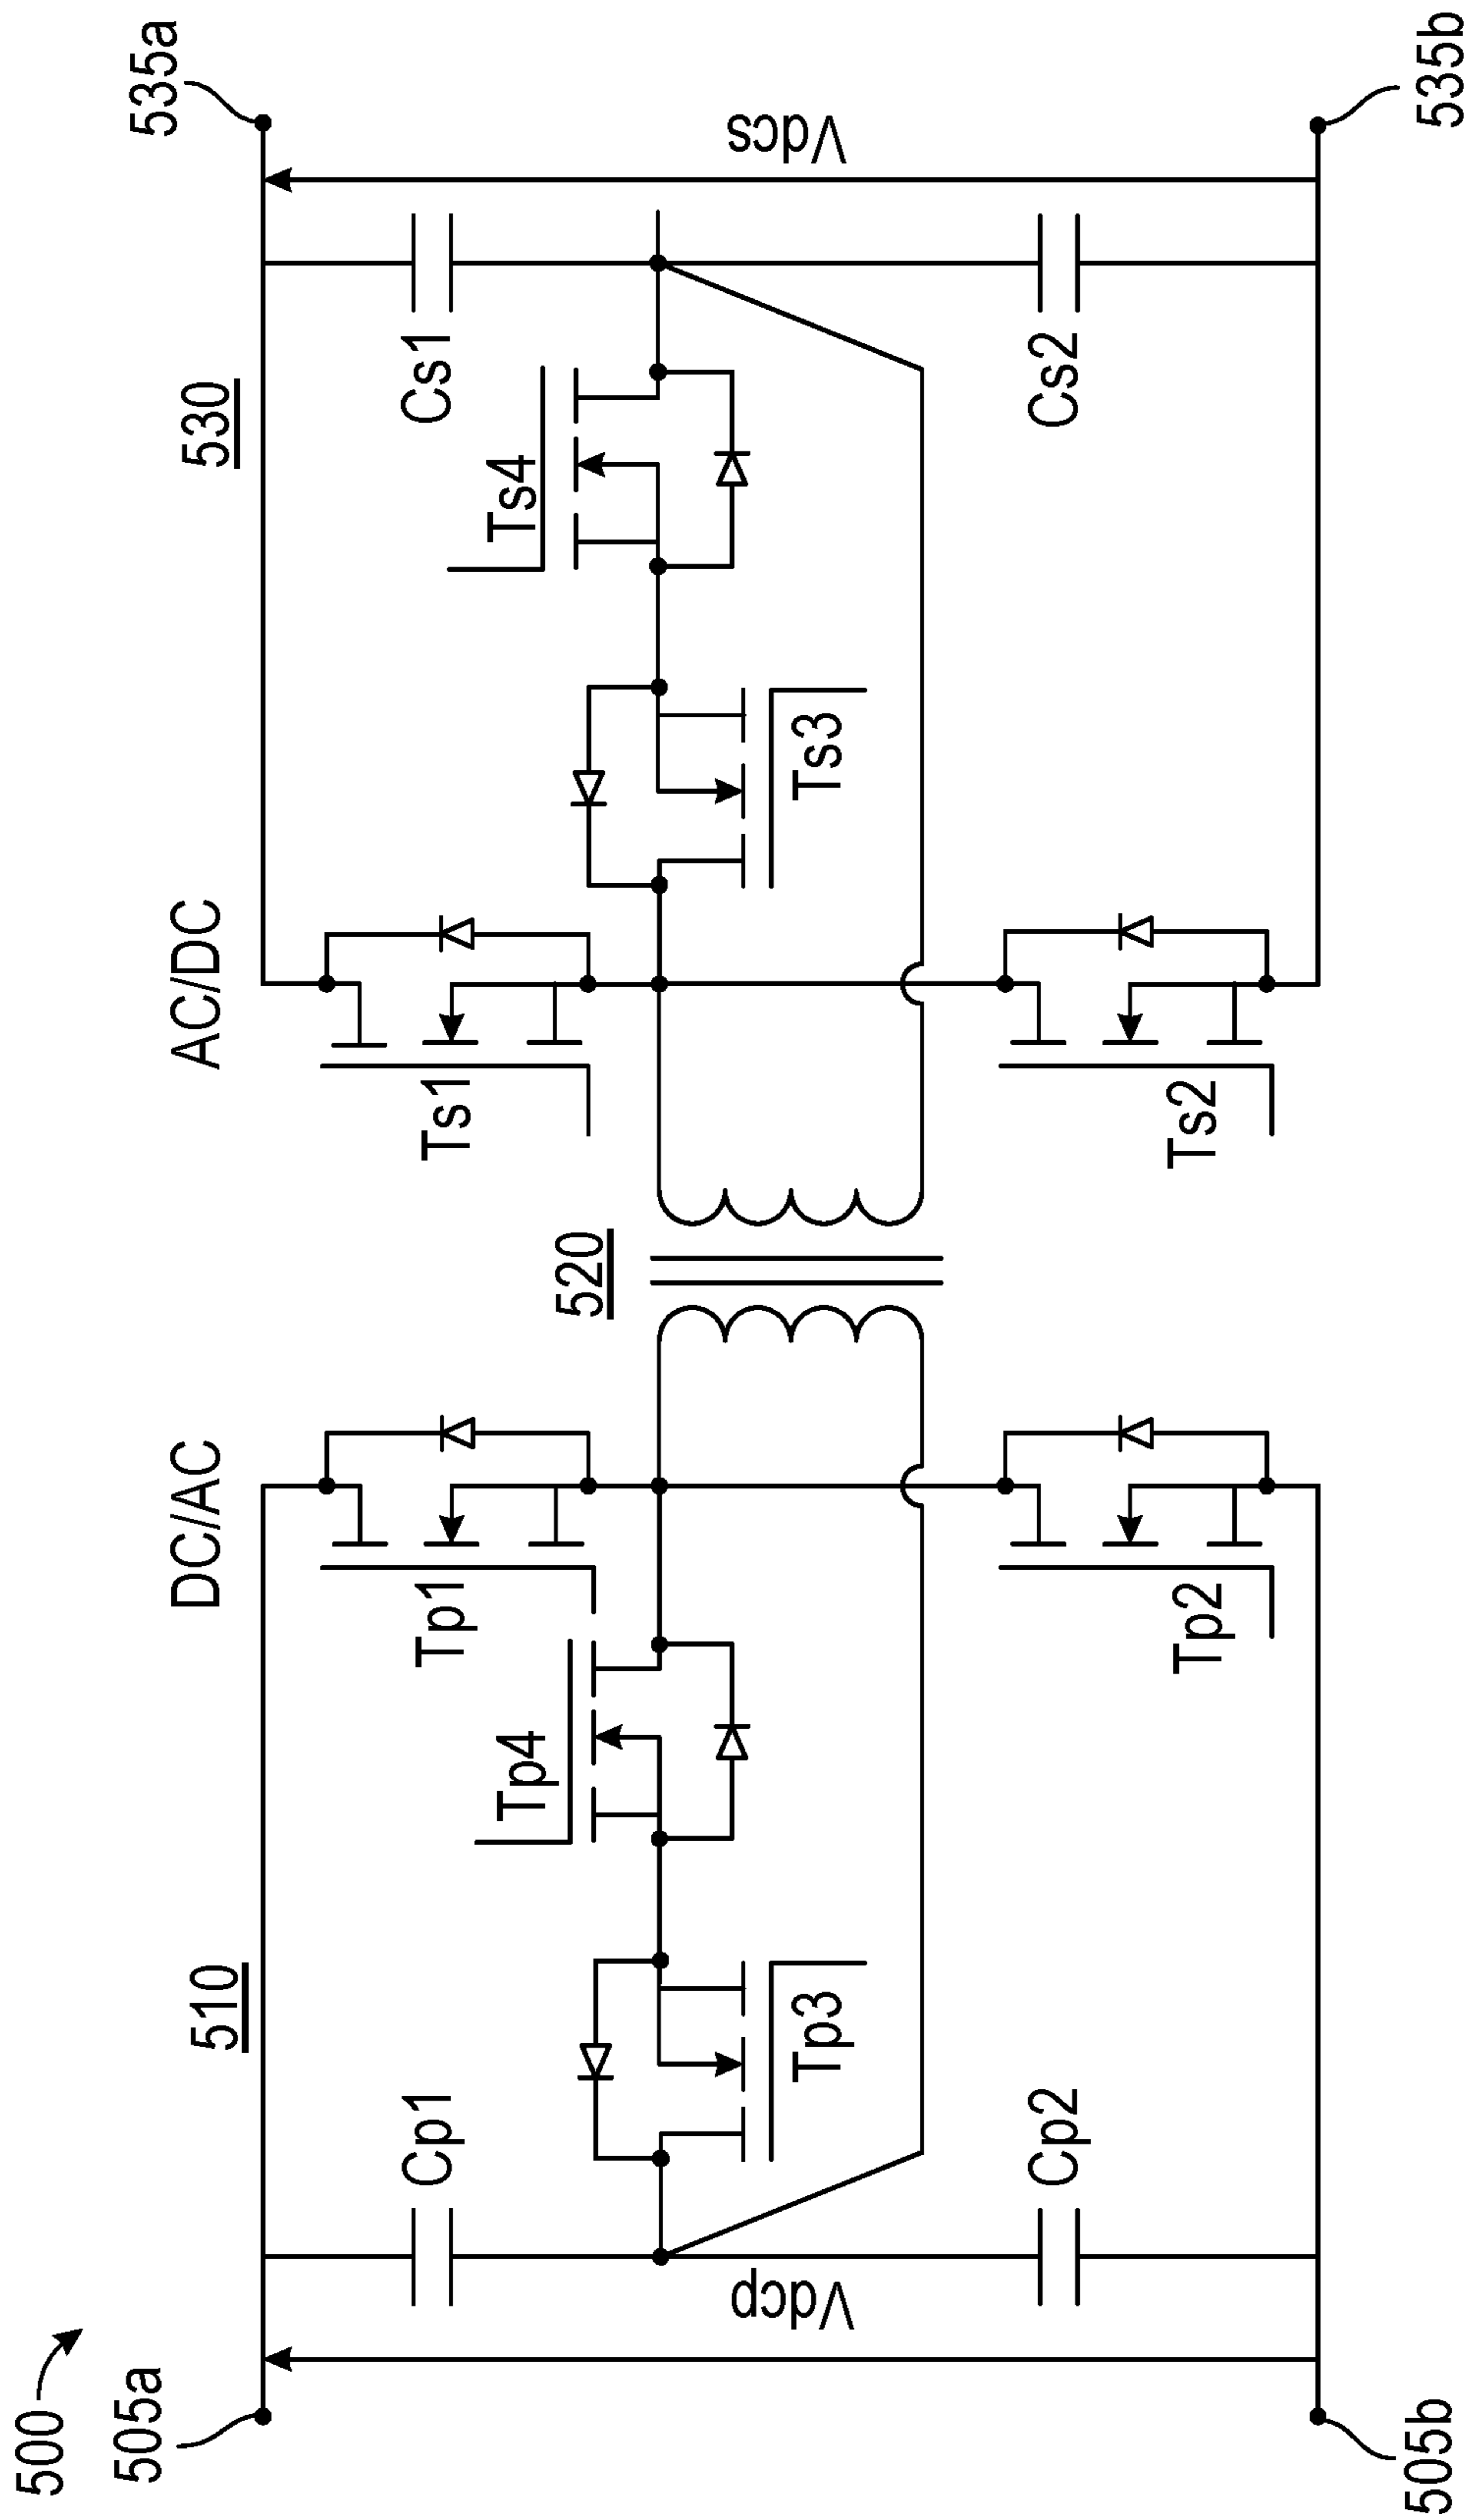 500
505a
505b
510
DC/AC
Vdcp
Cp1
Cp2
Tp3
Tp4
Tp1
Tp2
520
AC/DC
530
Ts1
Ts2
Ts3
Ts4
Cs1
Cs2
Vdcs
535a
535b